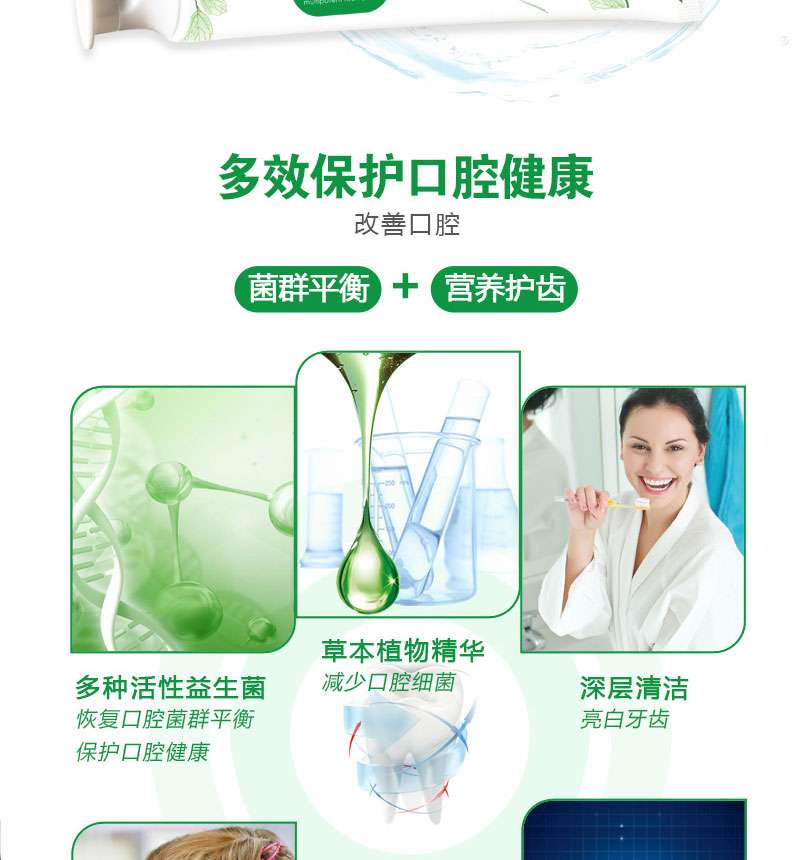 多效保护口腔健康
改善口腔
菌群平衡 + 营养护齿
草本植物精华
减少口腔细菌
多种活性益生菌
恢复口腔菌群平衡
保护口腔健康
深层清洁
亮白牙齿